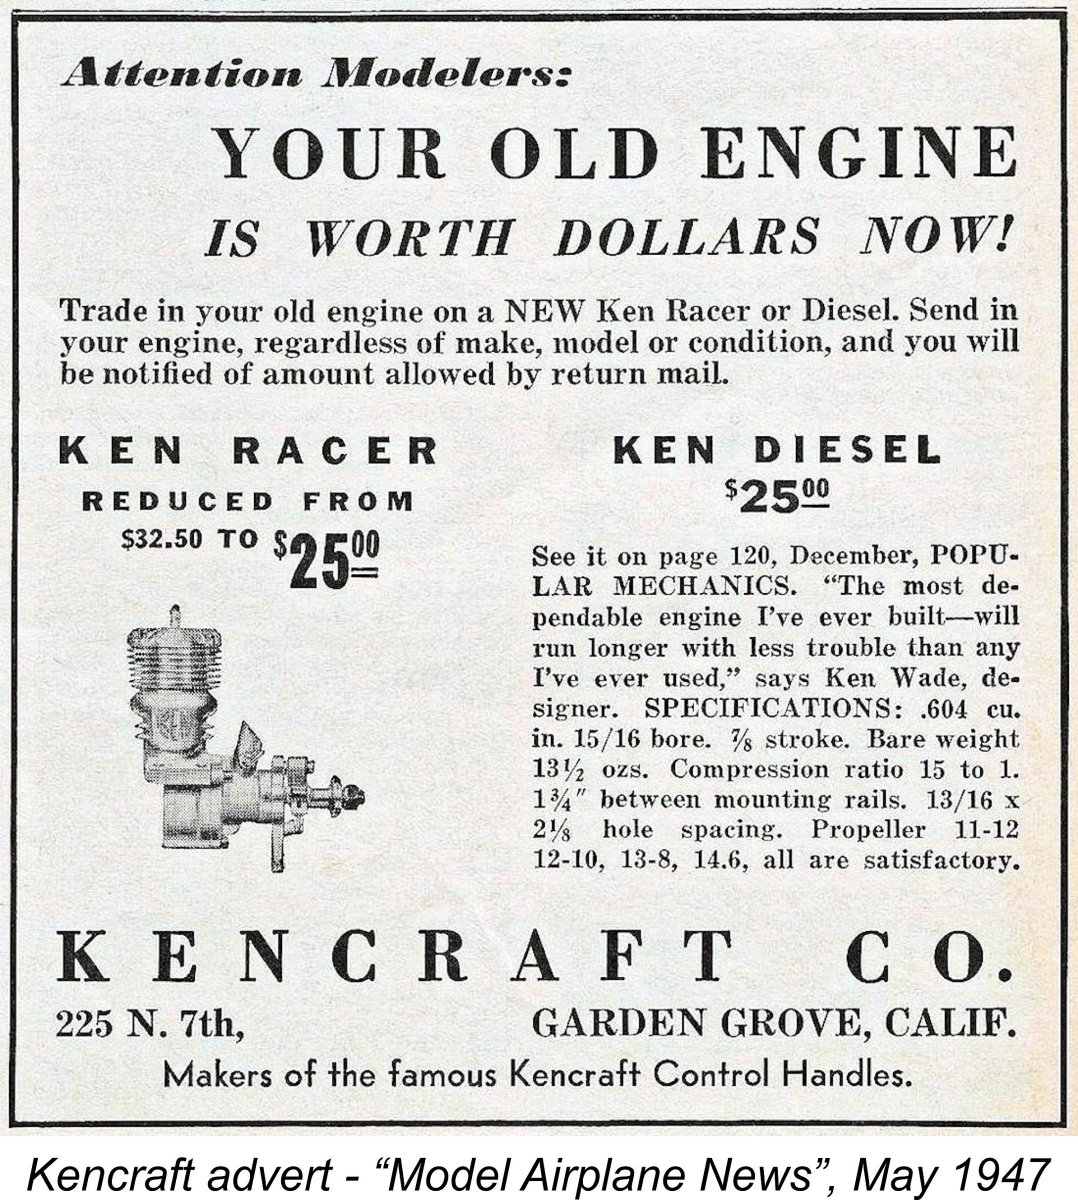 Attention Modelers:
YOUR OLD ENGINE
IS WORTH DOLLARS NOW!
Trade in your old engine on a NEW Ken Racer or Diesel. Send in
your engine, regardless of make, model or condition, and you will
be notified of amount allowed by return mail.
KEN RACER
REDUCED FROM
$32.50 TO $2500
KEN DIESEL
$2500
See it on page 120, December, POPU-
LAR MECHANICS. “The most de-
pendable engine I’ve ever built—will
run longer with less trouble than any
I’ve ever used,” says Ken Wade, de-
signer. SPECIFICATIONS: .604 cu.
in. 15/16 bore. ⅞ stroke. Bare weight
13½ ozs. Compression ratio 15 to 1.
1¾″ between mounting rails. 13/16 x
2⅛ hole spacing. Propeller 11-12
12-10, 13-8, 14.6, all are satisfactory.
KENCRAFT CO.
225 N. 7th, GARDEN GROVE, CALIF.
Makers of the famous Kencraft Control Handles.
Kencraft advert - “Model Airplane News”, May 1947